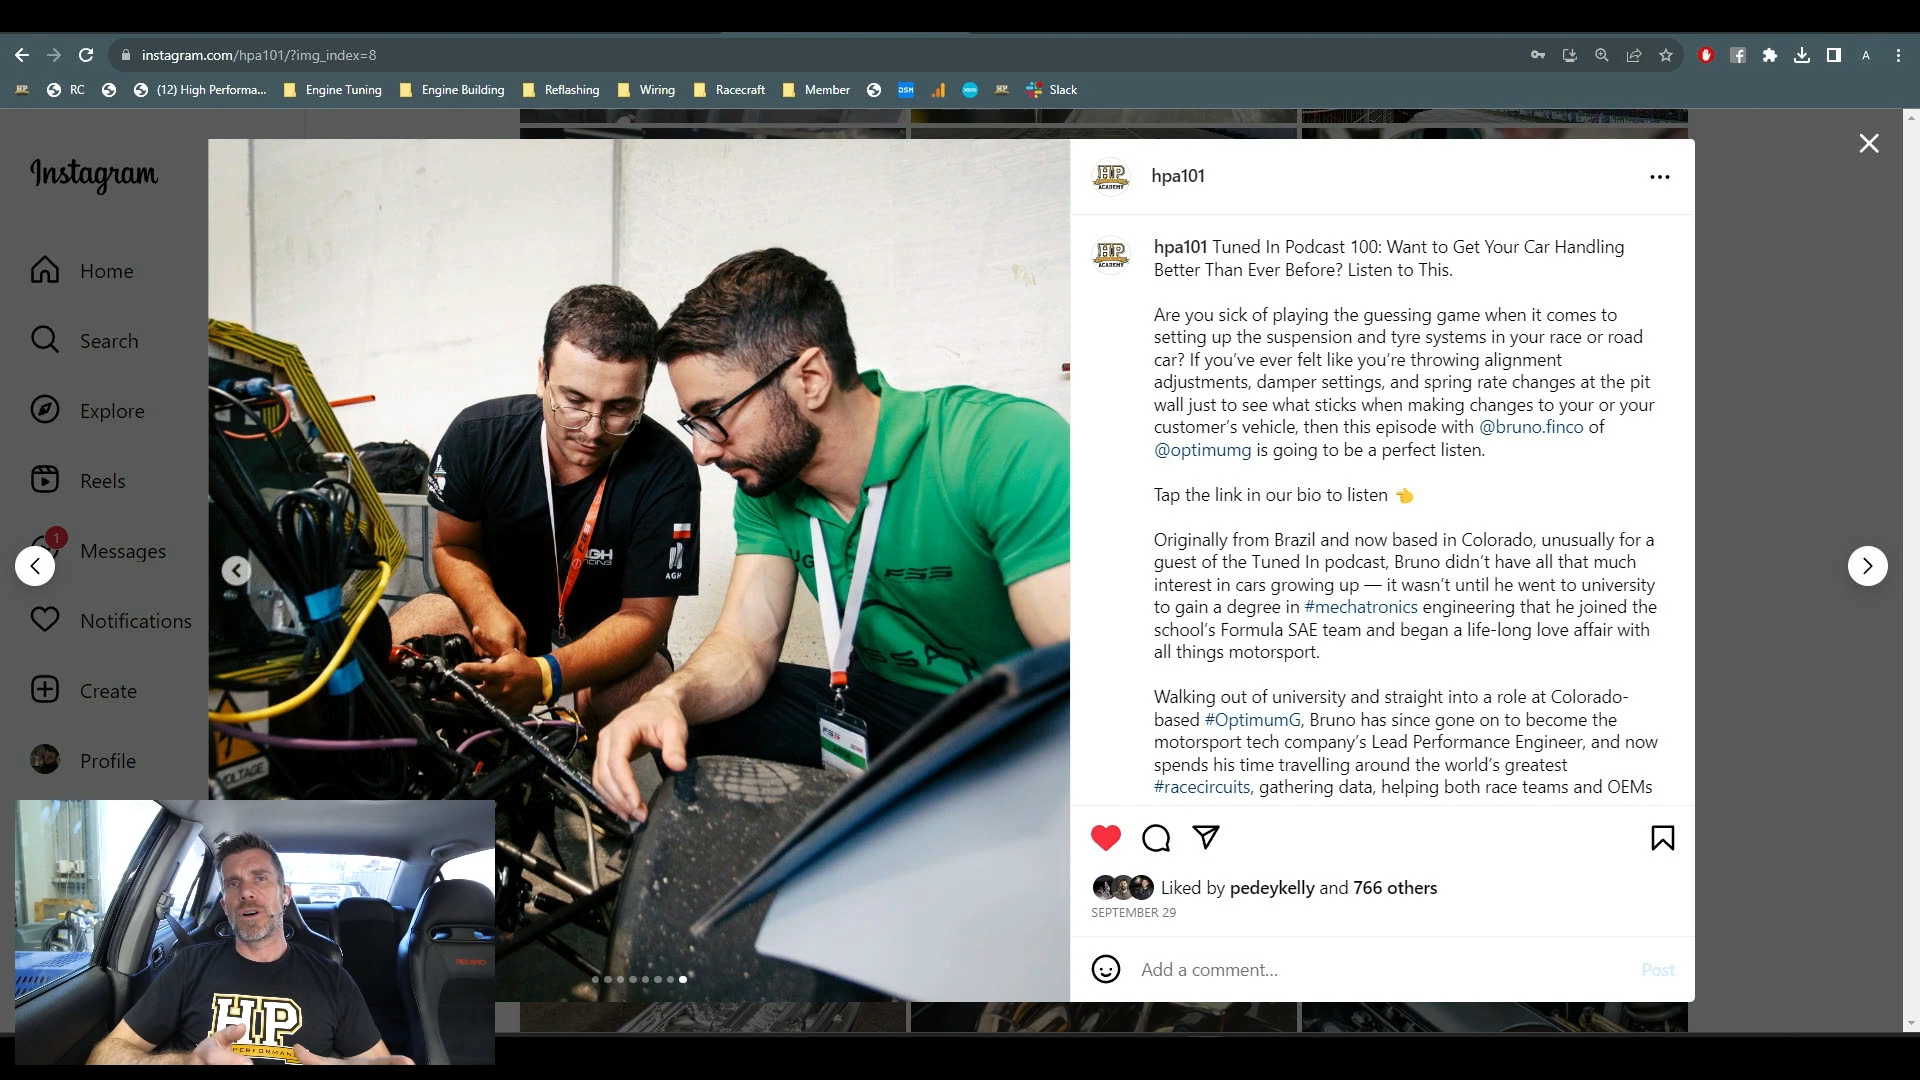 instagram.com/hpa101/?img_index=8
A
RC
(12) High Performa...
Engine Tuning
Engine Building
Reflashing
Wiring
Racecraft
Member
DSM
Slack
Instagram
Home
Search
Explore
Reels
1
Messages
Notifications
Create
Profile
AGH
FSS
VOLTAGE
RECARO
HP
PERFORMAN
HP
ACADEMY
hpa101
HP
ACADEMY
hpa101 Tuned In Podcast 100: Want to Get Your Car Handling
Better Than Ever Before? Listen to This.
Are you sick of playing the guessing game when it comes to
setting up the suspension and tyre systems in your race or road
car? If you've ever felt like you're throwing alignment
adjustments, damper settings, and spring rate changes at the pit
wall just to see what sticks when making changes to your or your
customer's vehicle, then this episode with @bruno.finco of
@optimumg is going to be a perfect listen.
Tap the link in our bio to listen 👈
Originally from Brazil and now based in Colorado, unusually for a
guest of the Tuned In podcast, Bruno didn't have all that much
interest in cars growing up — it wasn't until he went to university
to gain a degree in #mechatronics engineering that he joined the
school's Formula SAE team and began a life-long love affair with
all things motorsport.
Walking out of university and straight into a role at Colorado-
based #OptimumG, Bruno has since gone on to become the
motorsport tech company's Lead Performance Engineer, and now
spends his time travelling around the world's greatest
#racecircuits, gathering data, helping both race teams and OEMs
Liked by pedeykelly and 766 others
SEPTEMBER 29
Add a comment...
Post